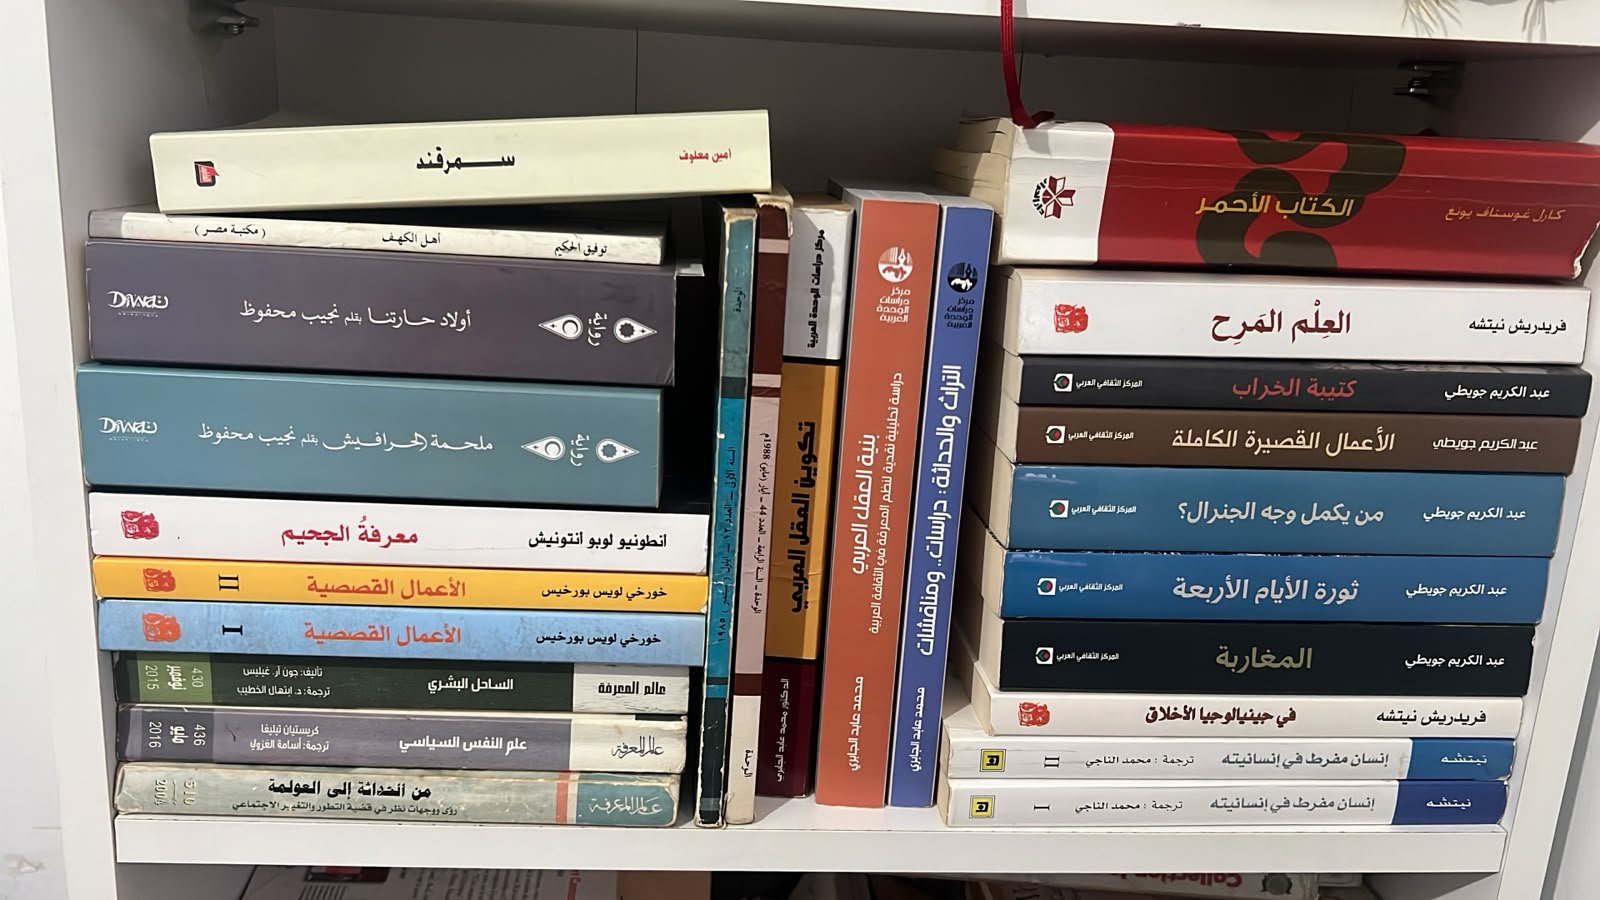 سمرقند
أمين معلوف
توفيق الحكيم
أهل الكهف
( مكتبة مصر )
رواية
أولاد حارتنا بقلم نجيب محفوظ
Diwan
رواية
ملحمة الحرافيش بقلم نجيب محفوظ
Diwan
أنطونيو لوبو أنتونيش
معرفةُ الجحيم
خورخي لويس بورخيس
الأعمال القصصية
II
خورخي لويس بورخيس
الأعمال القصصية
I
عالم المعرفة
الساحل البشري
تأليف: جون آر. غيليس
ترجمة: د. ابتهال الخطيب
430
نوفمبر
2015
عالم المعرفة
علم النفس السياسي
كريستيان تيليغا
ترجمة: أسامة الغزولي
436
مايو
2016
عالم المعرفة
من الحداثة إلى العولمة
رؤى ووجهات نظر في قضية التطور والتغيير الاجتماعي
2004
الوحدة
الوحدة
مركز دراسات الوحدة العربية
تكوين العقل العربي
الدكتور محمد عابد الجابري
مركز
دراسات
الوحدة
العربية
بنية العقل العربي
دراسة تحليلية نقدية لنظم المعرفة في الثقافة العربية
محمد عابد الجابري
مركز
دراسات
الوحدة
العربية
التراث والحداثة: دراسات.. ومناقشات
محمد عابد الجابري
كارل غوستاف يونغ
الكتاب الأحمر
فريدريش نيتشه
العِلْم المَرِح
عبد الكريم جويطي
كتيبة الخراب
المركز الثقافي العربي
عبد الكريم جويطي
الأعمال القصيرة الكاملة
المركز الثقافي العربي
عبد الكريم جويطي
من يكمل وجه الجنرال؟
المركز الثقافي العربي
عبد الكريم جويطي
ثورة الأيام الأربعة
المركز الثقافي العربي
عبد الكريم جويطي
المغاربة
المركز الثقافي العربي
فريدريش نيتشه
في جينيالوجيا الأخلاق
نيتشه
إنسان مفرط في إنسانيته
ترجمة : محمد الناجي
II
نيتشه
إنسان مفرط في إنسانيته
ترجمة : محمد الناجي
I